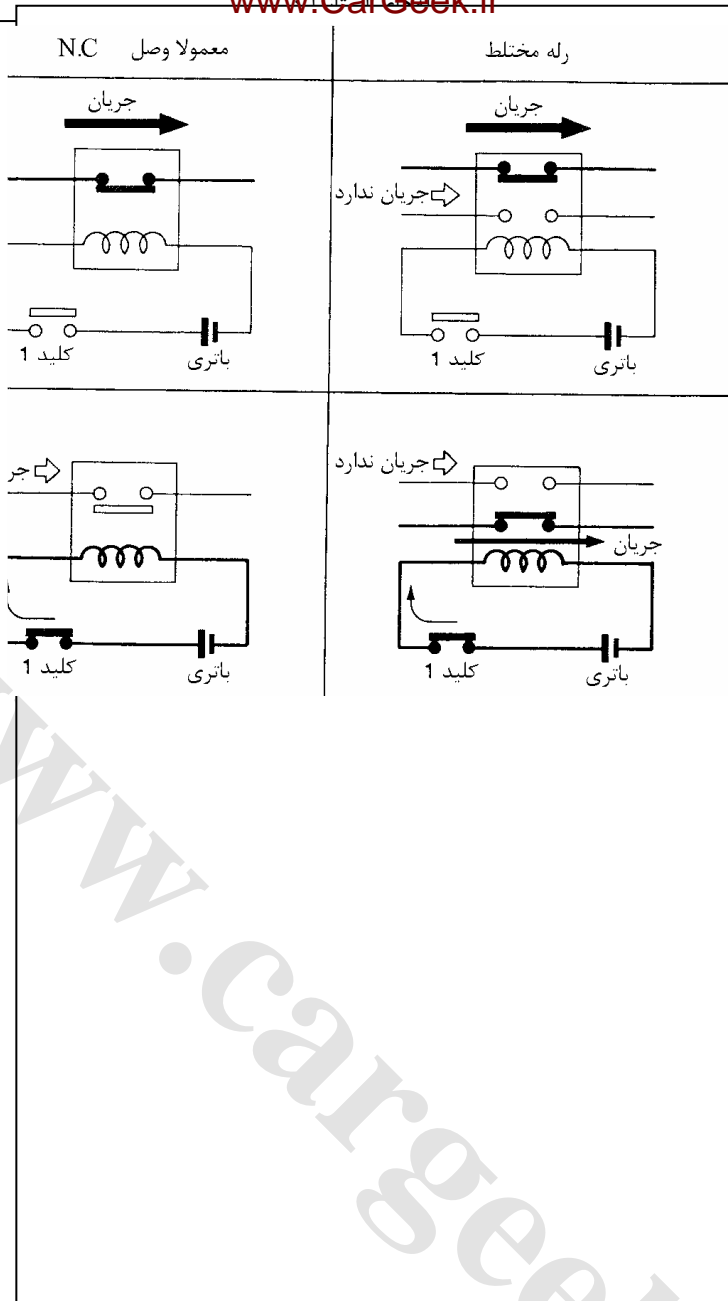 www.CarGeek.ir
رله مختلط
معمولا وصل N.C
جریان
جریان
جریان ندارد
کلید 1
باتری
کلید 1
باتری
جریان ندارد
جریان
جر
کلید 1
باتری
کلید 1
باتری
www.cargeek